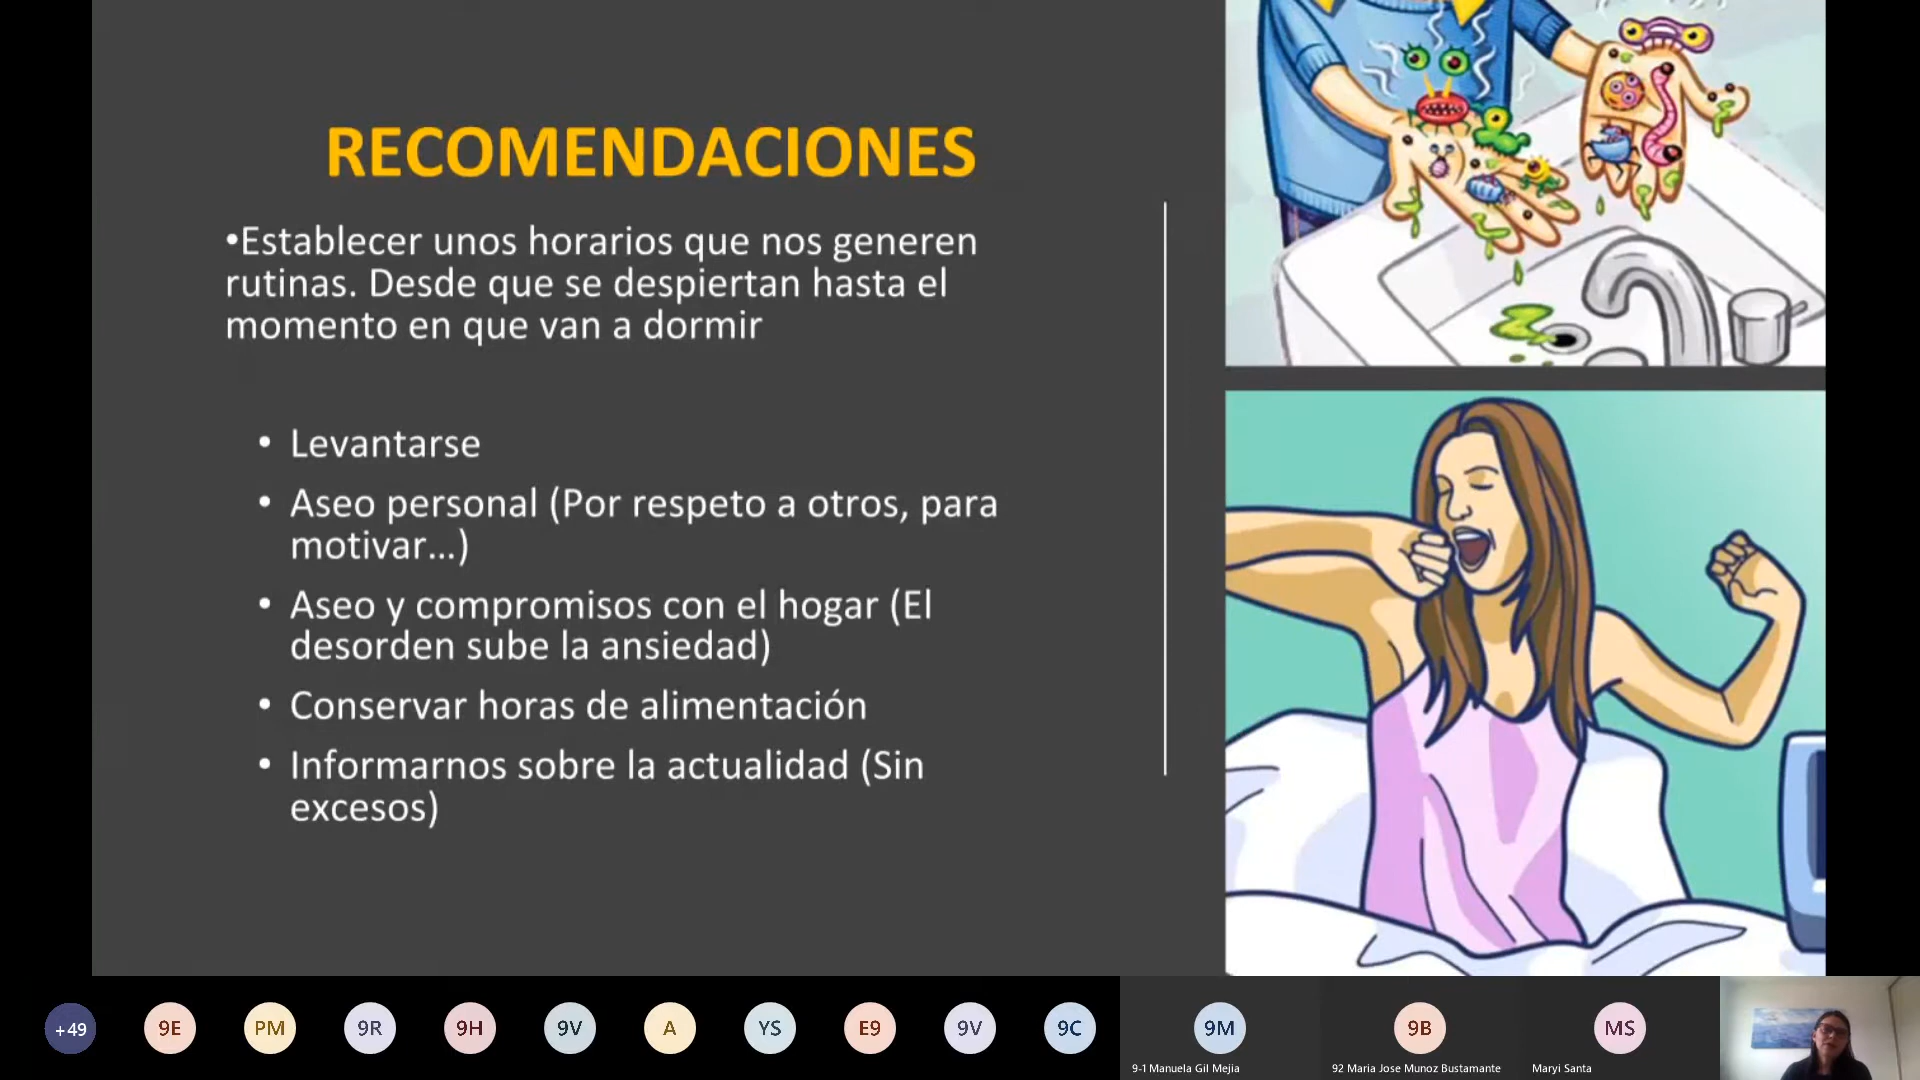 RECOMENDACIONES
•Establecer unos horarios que nos generen
rutinas. Desde que se despiertan hasta el
momento en que van a dormir
• Levantarse
• Aseo personal (Por respeto a otros, para
motivar...)
• Aseo y compromisos con el hogar (El
desorden sube la ansiedad)
• Conservar horas de alimentación
• Informarnos sobre la actualidad (Sin
excesos)
+49
9E
PM
9R
9H
9V
A
YS
E9
9V
9C
9M
9B
MS
9-1 Manuela Gil Mejia
92 Maria Jose Munoz Bustamante
Maryi Santa